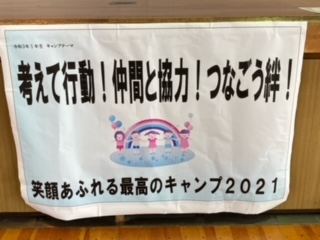 令和3年5年生 キャンプテーマ
考えて行動！仲間と協力！つなごう絆！
笑顔あふれる最高のキャンプ２０２１